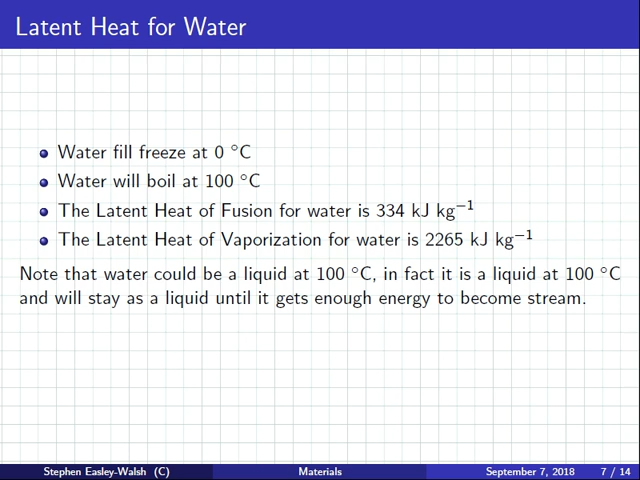 Latent Heat for Water
Water fill freeze at 0 °C
Water will boil at 100 °C
The Latent Heat of Fusion for water is 334 kJ kg⁻¹
The Latent Heat of Vaporization for water is 2265 kJ kg⁻¹
Note that water could be a liquid at 100 °C, in fact it is a liquid at 100 °C
and will stay as a liquid until it gets enough energy to become stream.
Stephen Easley-Walsh (C) Materials September 7, 2018 7 / 14